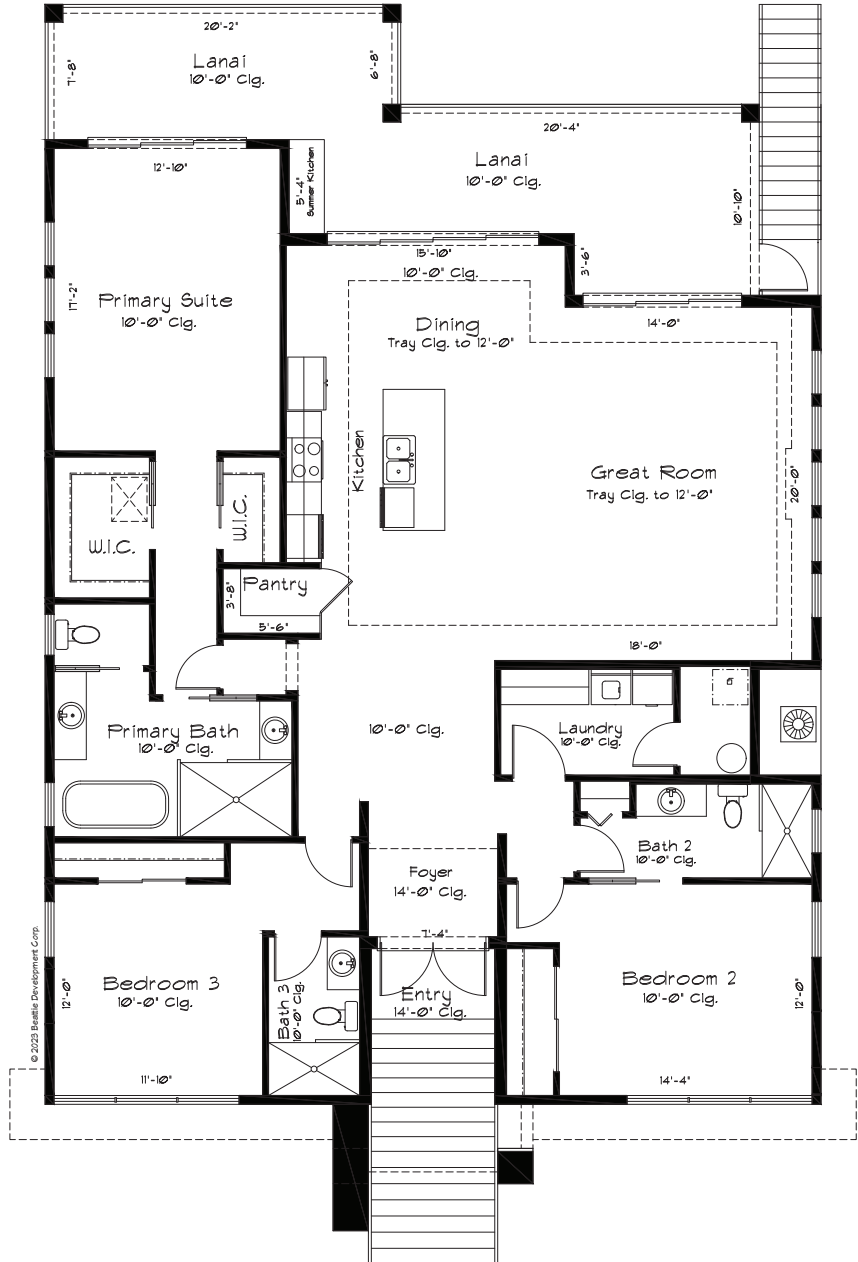 20'-2"
Lanai
10'-0" Clg.
7'-8"
6'-8"
20'-4"
Lanai
10'-0" Clg.
10'-10"
5'-4"
Summer Kitchen
12'-10"
17'-2"
Primary Suite
10'-0" Clg.
15'-10"
10'-0" Clg.
3'-6"
14'-0"
Dining
Tray Clg. to 12'-0"
Kitchen
Great Room
Tray Clg. to 12'-0"
20'-0"
W.I.C.
W.I.C.
Pantry
3'-8"
5'-6"
18'-0"
10'-0" Clg.
Laundry
10'-0" Clg.
Primary Bath
10'-0" Clg.
Bath 2
10'-0" Clg.
Foyer
14'-0" Clg.
7'-4"
Entry
14'-0" Clg.
Bedroom 3
10'-0" Clg.
12'-0"
11'-10"
Bath 3
10'-0" Clg.
Bedroom 2
10'-0" Clg.
12'-0"
14'-4"
© 2023 Beattie Development Corp.